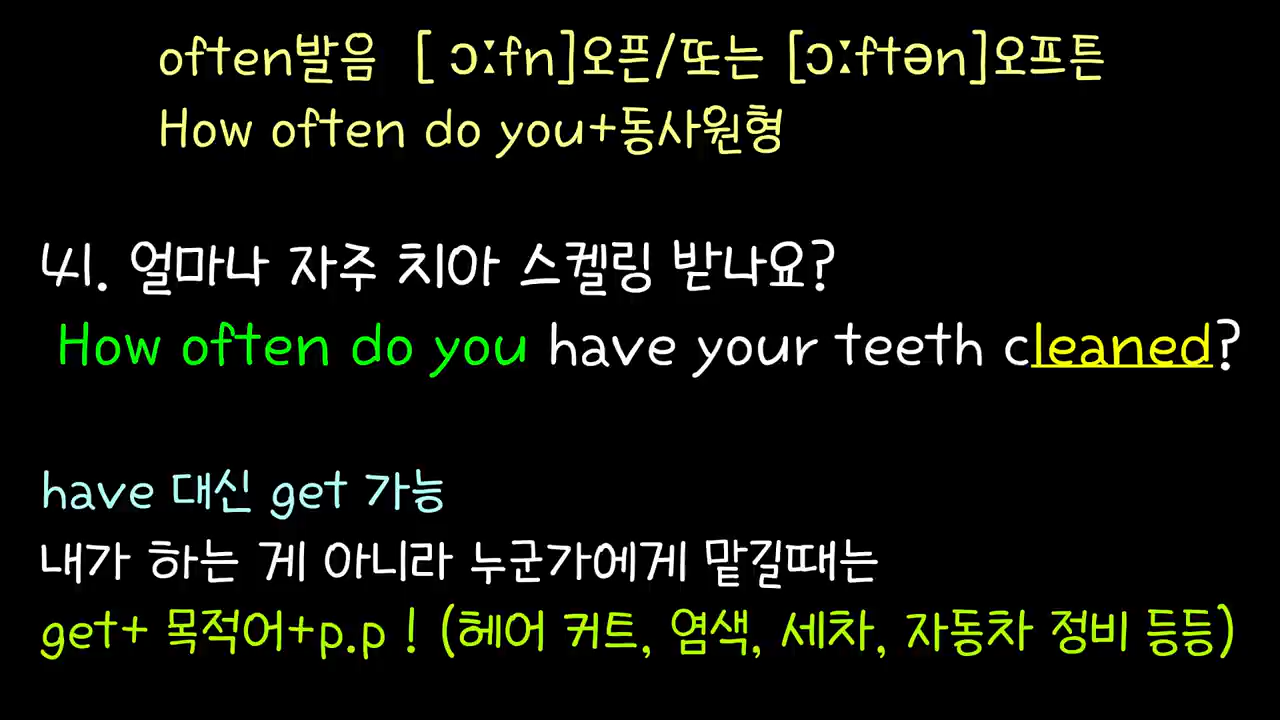 often발음 [ ɔːfn]오픈/또는 [ɔːftən]오프튼
How often do you+동사원형
41. 얼마나 자주 치아 스켈링 받나요?
How often do you have your teeth cleaned?
have 대신 get 가능
내가 하는 게 아니라 누군가에게 맡길때는
get+ 목적어+p.p ! (헤어 커트, 염색, 세차, 자동차 정비 등등)